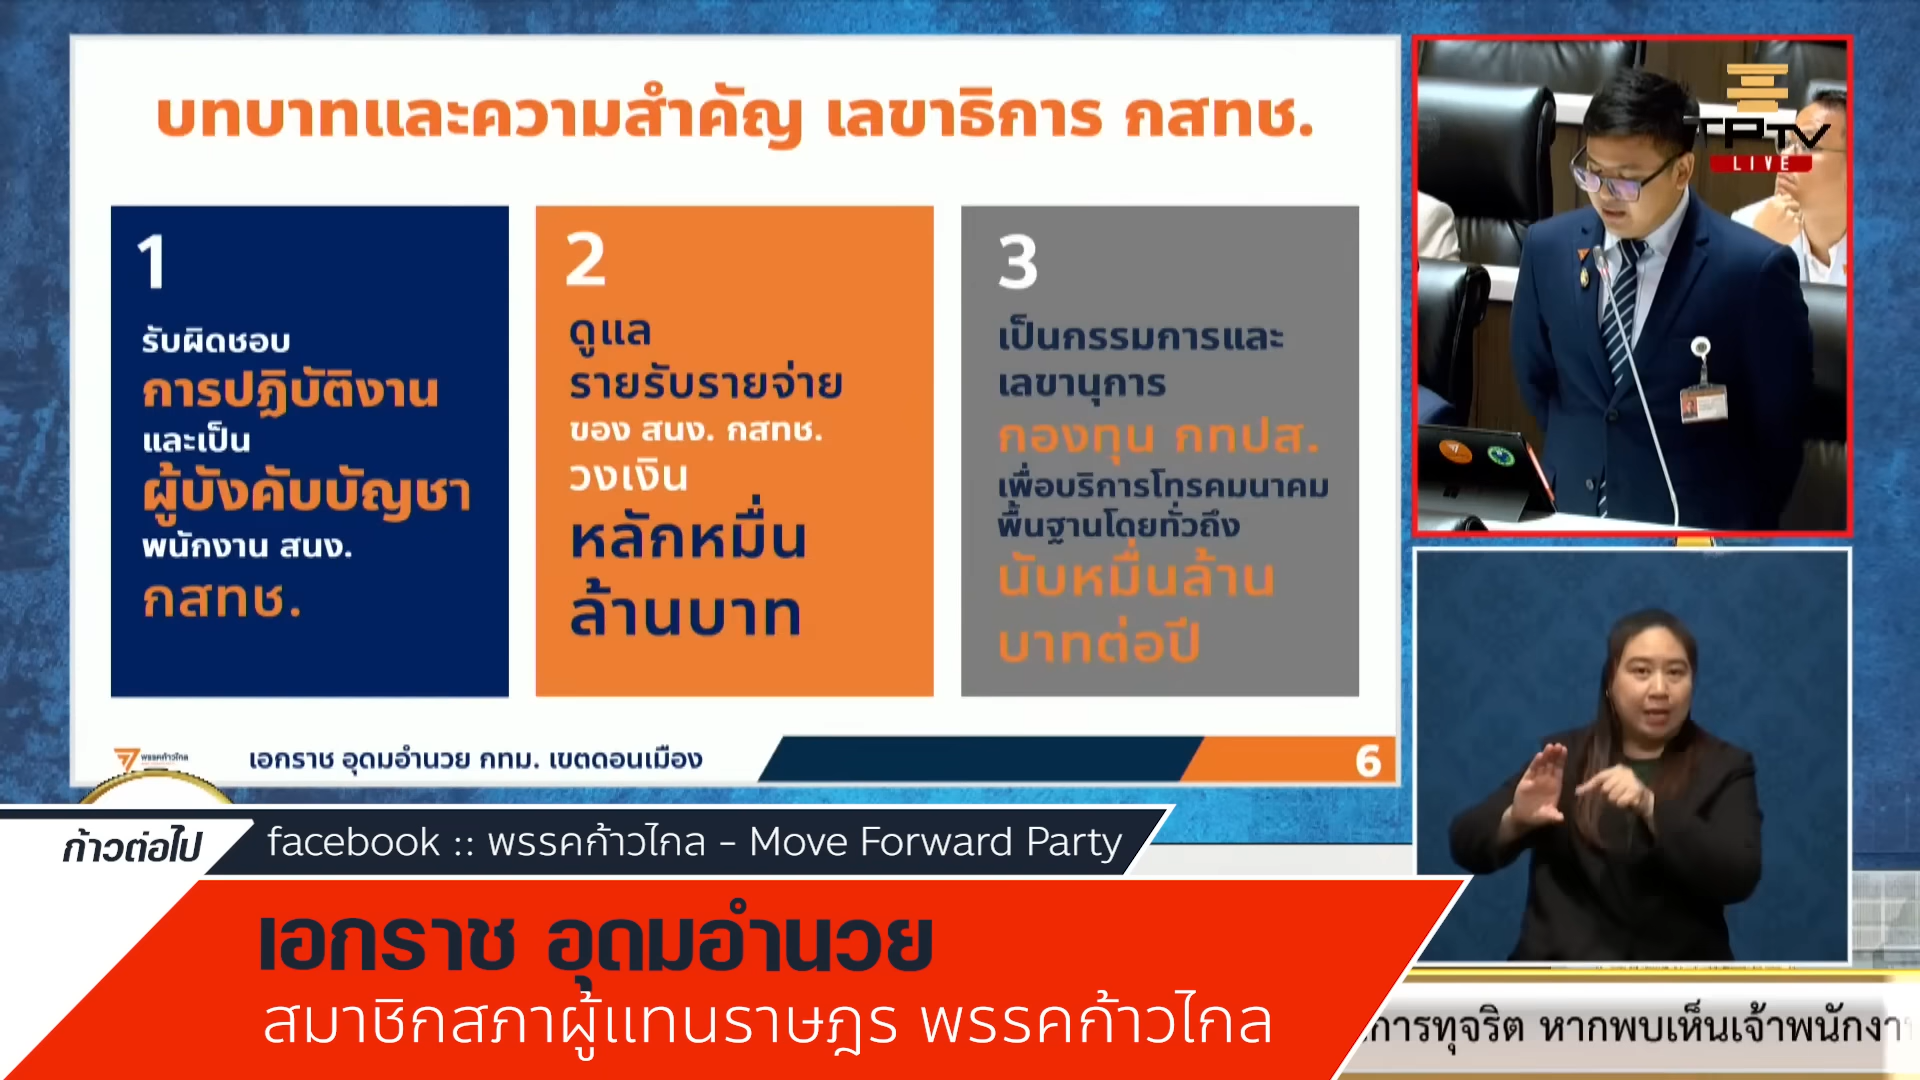 บทบาทและความสำคัญ เลขาธิการ กสทช.
1
รับผิดชอบ
การปฏิบัติงาน
และเป็น
ผู้บังคับบัญชา
พนักงาน สนง.
กสทช.
2
ดูแล
รายรับรายจ่าย
ของ สนง. กสทช.
วงเงิน
หลักหมื่น
ล้านบาท
3
เป็นกรรมการและ
เลขานุการ
กองทุน กทปส.
เพื่อบริการโทรคมนาคม
พื้นฐานโดยทั่วถึง
นับหมื่นล้าน
บาทต่อปี
พรรคก้าวไกล
เอกราช อุดมอำนวย กทม. เขตดอนเมือง
6
TPTV
LIVE
ก้าวต่อไป
facebook :: พรรคก้าวไกล - Move Forward Party
เอกราช อุดมอำนวย
สมาชิกสภาผู้แทนราษฎร พรรคก้าวไกล
การทุจริต หากพบเห็นเจ้าพนักงา